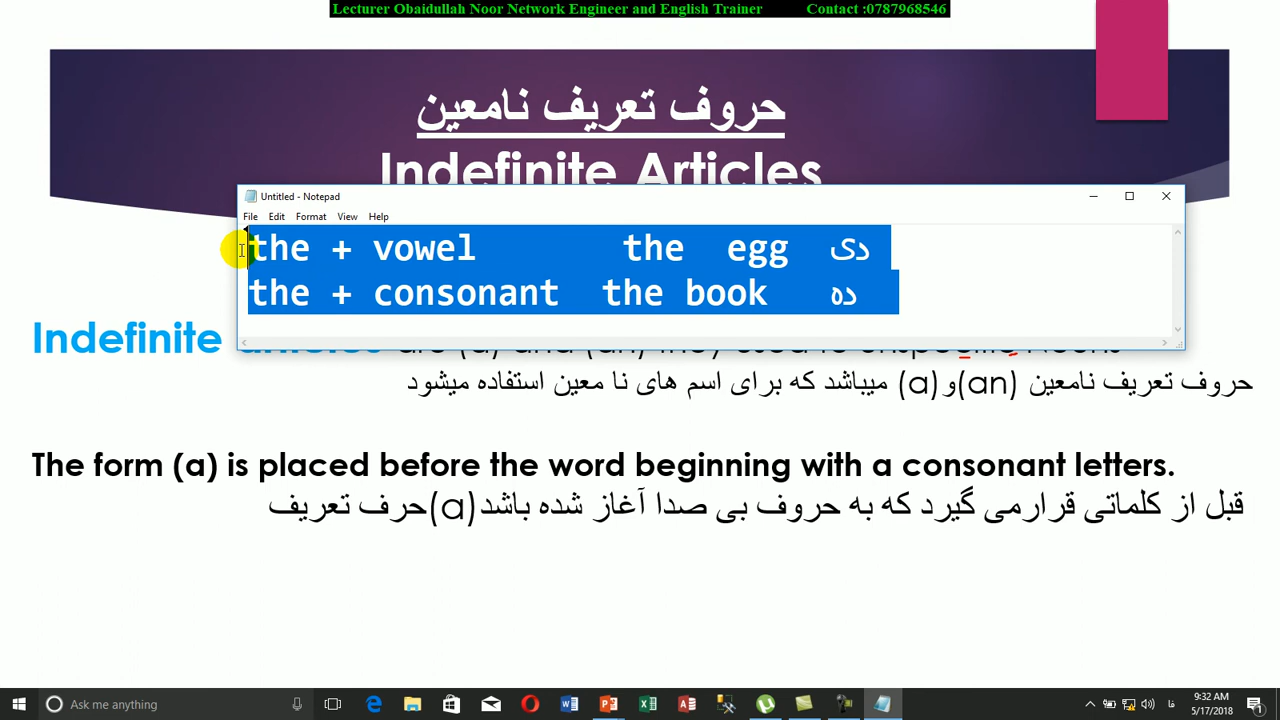 Lecturer Obaidullah Noor Network Engineer and English Trainer Contact :0787968546
حروف تعریف نامعین
Indefinite Articles
Untitled - Notepad
File Edit Format View Help
the + vowel the egg دی
the + consonant the book ده
Indefinite articles are (a) and (an)
حروف تعریف نامعین (an)و(a) میباشد که برای اسم های نا معین استفاده میشود
The form (a) is placed before the word beginning with a consonant letters.
قبل از کلماتی قرارمی گیرد که به حروف بی صدا آغاز شده باشد(a)حرف تعریف
Ask me anything
9:32 AM
5/17/2018